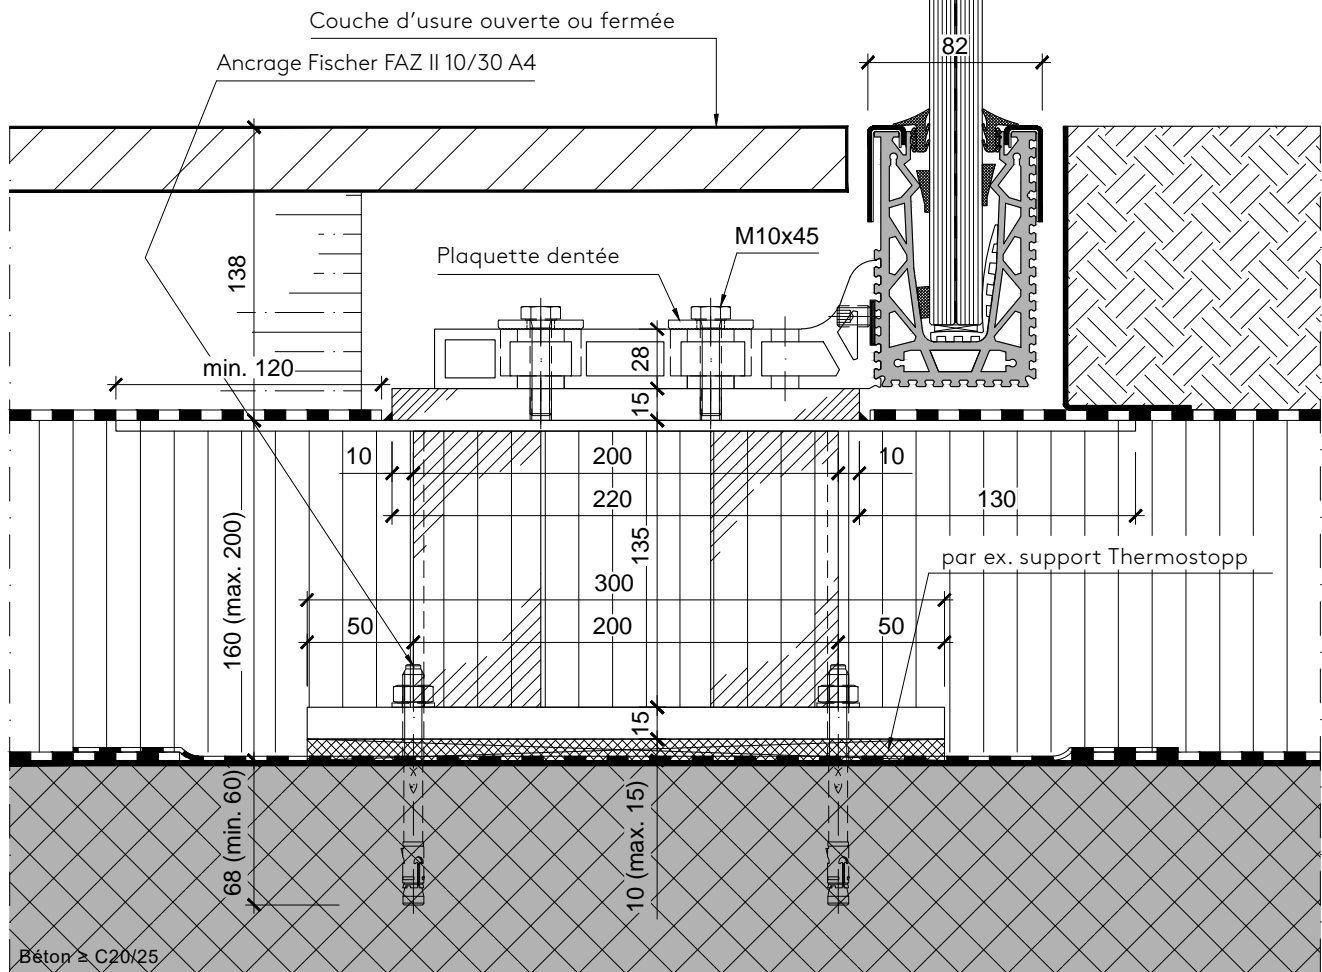 Couche d'usure ouverte ou fermée
82
Ancrage Fischer FAZ II 10/30 A4
M10x45
Plaquette dentée
138
28
min. 120
15
10
200
10
220
130
135
160 (max. 200)
par ex. support Thermostopp
300
50
200
50
15
68 (min. 60)
10 (max. 15)
Béton ≥ C20/25